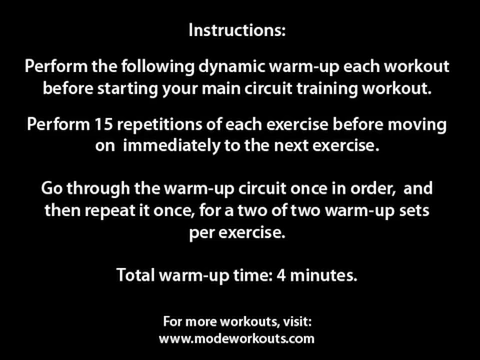 Instructions:
Perform the following dynamic warm-up each workout
before starting your main circuit training workout.
Perform 15 repetitions of each exercise before moving
on immediately to the next exercise.
Go through the warm-up circuit once in order, and
then repeat it once, for a two of two warm-up sets
per exercise.
Total warm-up time: 4 minutes.
For more workouts, visit:
www.modeworkouts.com